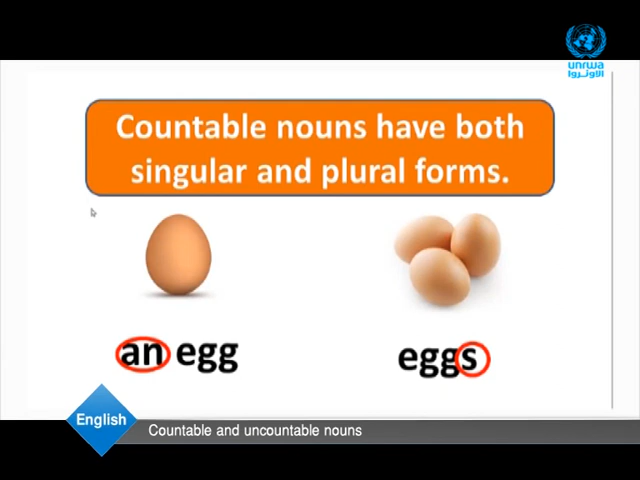 unrwa
الأونروا
Countable nouns have both
singular and plural forms.
an egg
eggs
English
Countable and uncountable nouns